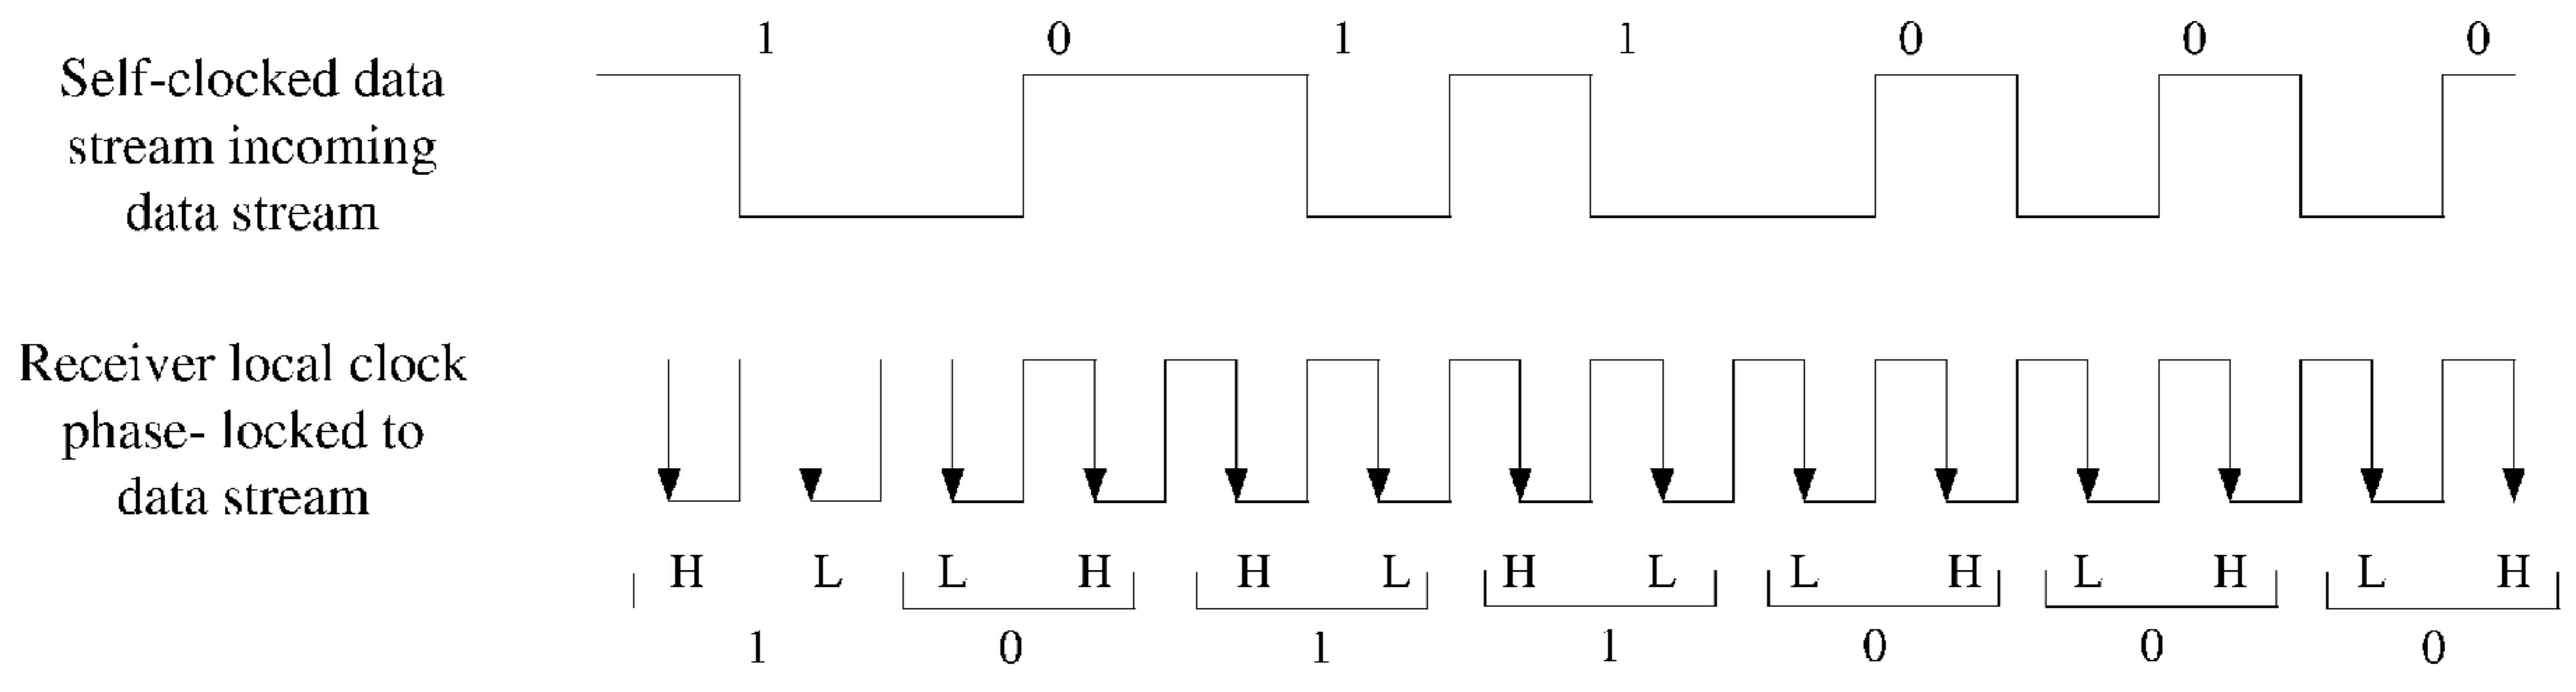 1 0 1 1 0 0 0
Self-clocked data
stream incoming
data stream
Receiver local clock
phase- locked to
data stream
H L L H H L H L L H L H L H
1 0 1 1 0 0 0